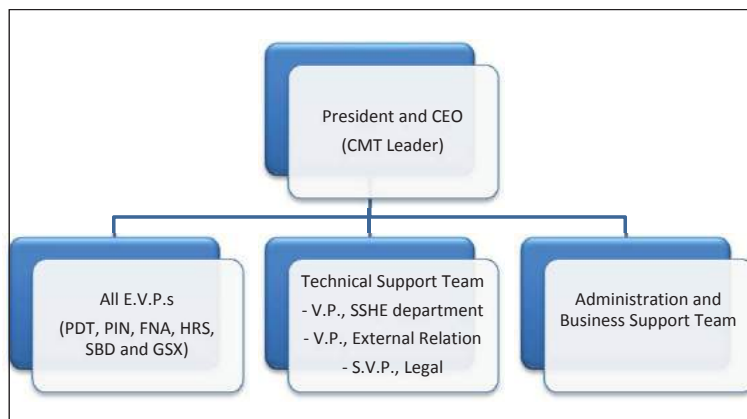 President and CEO
(CMT Leader)
All E.V.P.s
(PDT, PIN, FNA, HRS,
SBD and GSX)
Technical Support Team
- V.P., SSHE department
- V.P., External Relation
- S.V.P., Legal
Administration and
Business Support Team